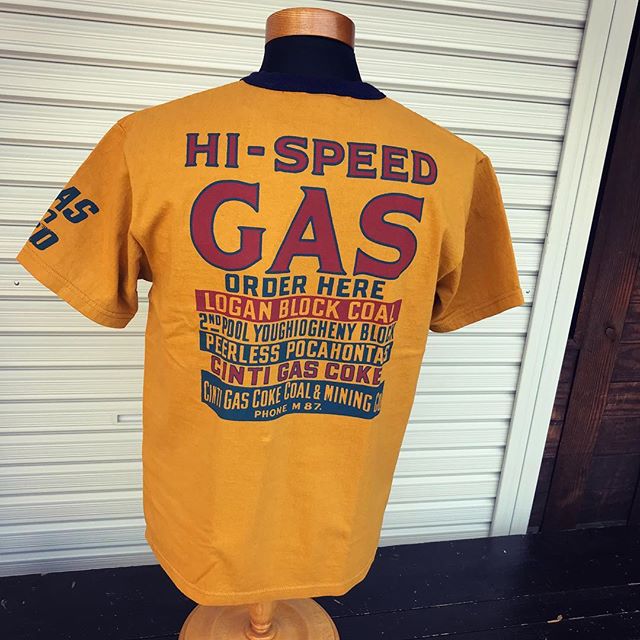 HI-SPEED
GAS
ORDER HERE
LOGAN BLOCK COAL
2ND POOL YOUGHIOGHENY BLOCK
PEERLESS POCAHONTAS
CINTI GAS COKE
CINTI GAS COKE COAL & MINING
PHONE M 87.